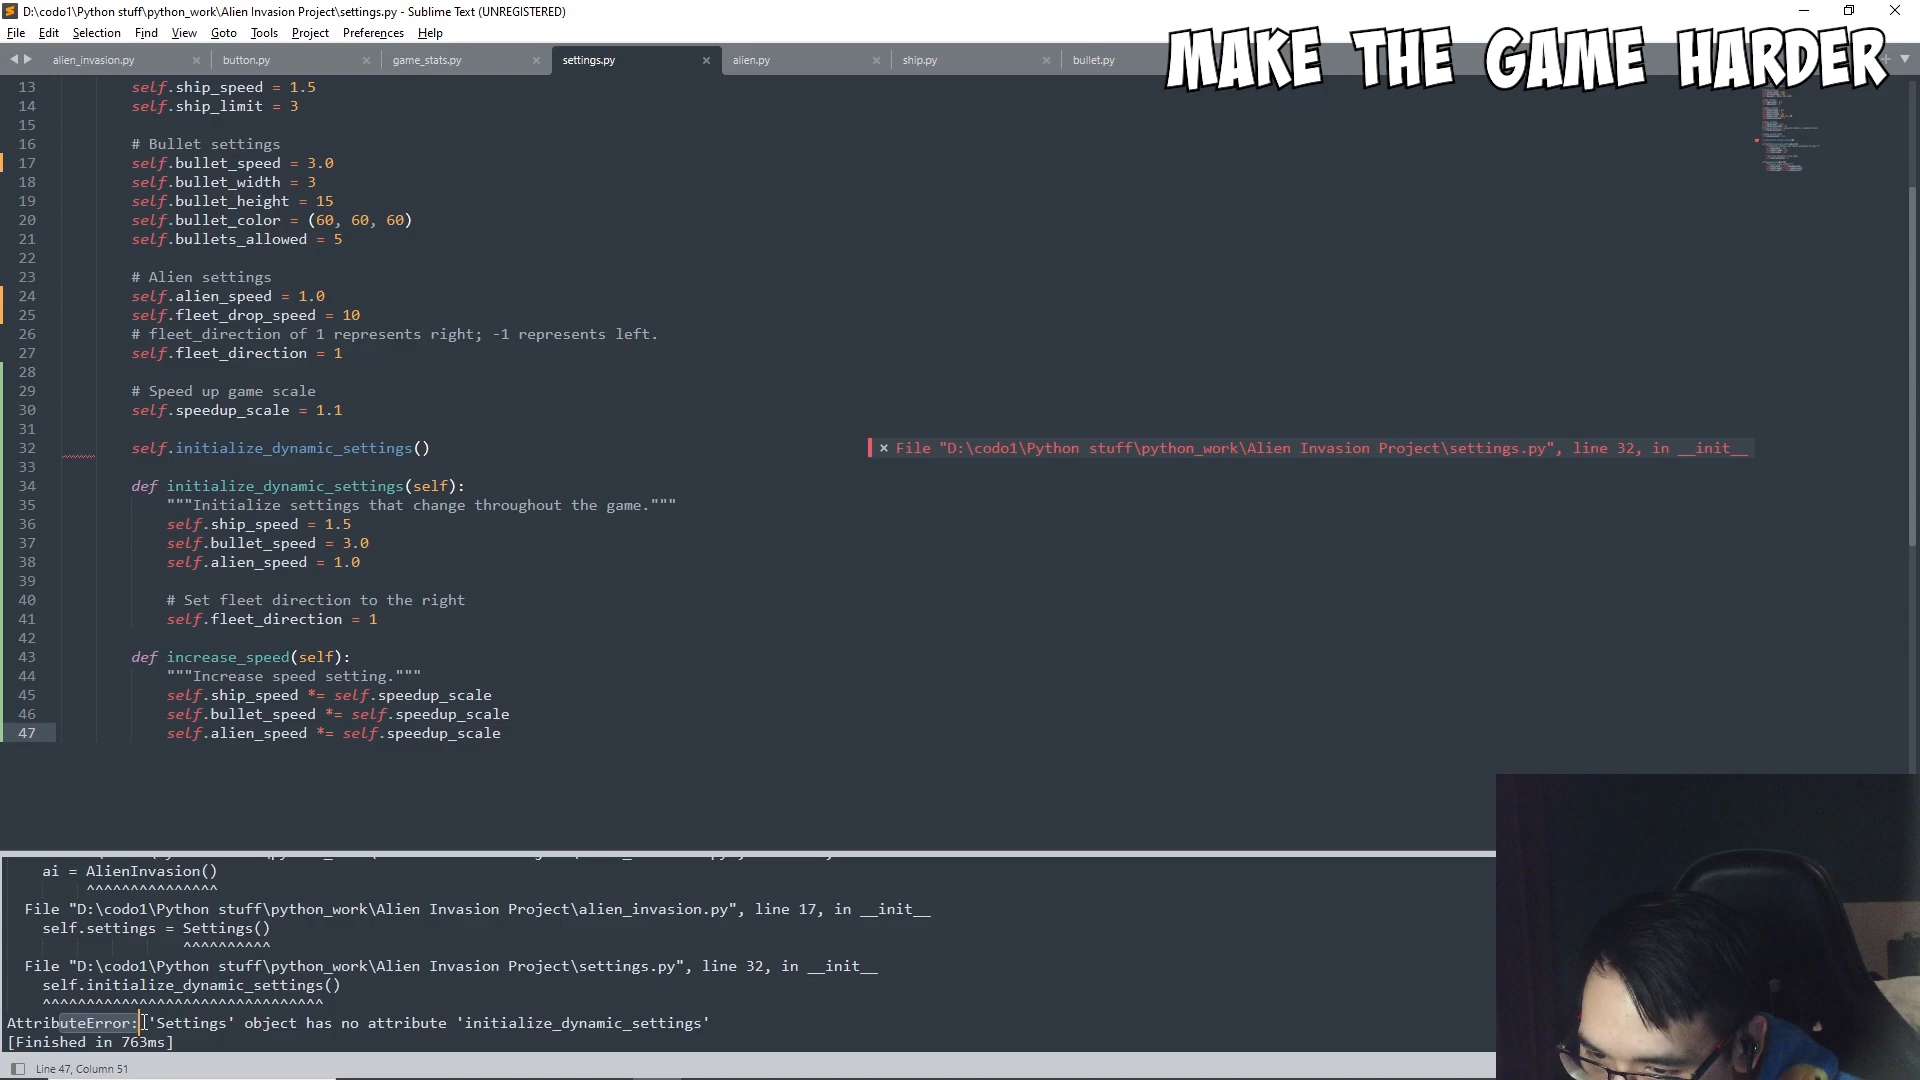 D:\codo1\Python stuff\python_work\Alien Invasion Project\settings.py - Sublime Text (UNREGISTERED)
File Edit Selection Find View Goto Tools Project Preferences Help
MAKE THE GAME HARDER
alien_invasion.py × button.py × game_stats.py × settings.py × alien.py × ship.py × bullet.py
13 self.ship_speed = 1.5
14 self.ship_limit = 3
15
16 # Bullet settings
17 self.bullet_speed = 3.0
18 self.bullet_width = 3
19 self.bullet_height = 15
20 self.bullet_color = (60, 60, 60)
21 self.bullets_allowed = 5
22
23 # Alien settings
24 self.alien_speed = 1.0
25 self.fleet_drop_speed = 10
26 # fleet_direction of 1 represents right; -1 represents left.
27 self.fleet_direction = 1
28
29 # Speed up game scale
30 self.speedup_scale = 1.1
31
32 self.initialize_dynamic_settings() × File "D:\codo1\Python stuff\python_work\Alien Invasion Project\settings.py", line 32, in __init__
33
34 def initialize_dynamic_settings(self):
35 """Initialize settings that change throughout the game."""
36 self.ship_speed = 1.5
37 self.bullet_speed = 3.0
38 self.alien_speed = 1.0
39
40 # Set fleet direction to the right
41 self.fleet_direction = 1
42
43 def increase_speed(self):
44 """Increase speed setting."""
45 self.ship_speed *= self.speedup_scale
46 self.bullet_speed *= self.speedup_scale
47 self.alien_speed *= self.speedup_scale
ai = AlienInvasion()
^^^^^^^^^^^^^^^
File "D:\codo1\Python stuff\python_work\Alien Invasion Project\alien_invasion.py", line 17, in __init__
self.settings = Settings()
^^^^^^^^^^
File "D:\codo1\Python stuff\python_work\Alien Invasion Project\settings.py", line 32, in __init__
self.initialize_dynamic_settings()
^^^^^^^^^^^^^^^^^^^^^^^^^^^^^^^^
AttributeError: 'Settings' object has no attribute 'initialize_dynamic_settings'
[Finished in 763ms]
Line 47, Column 51